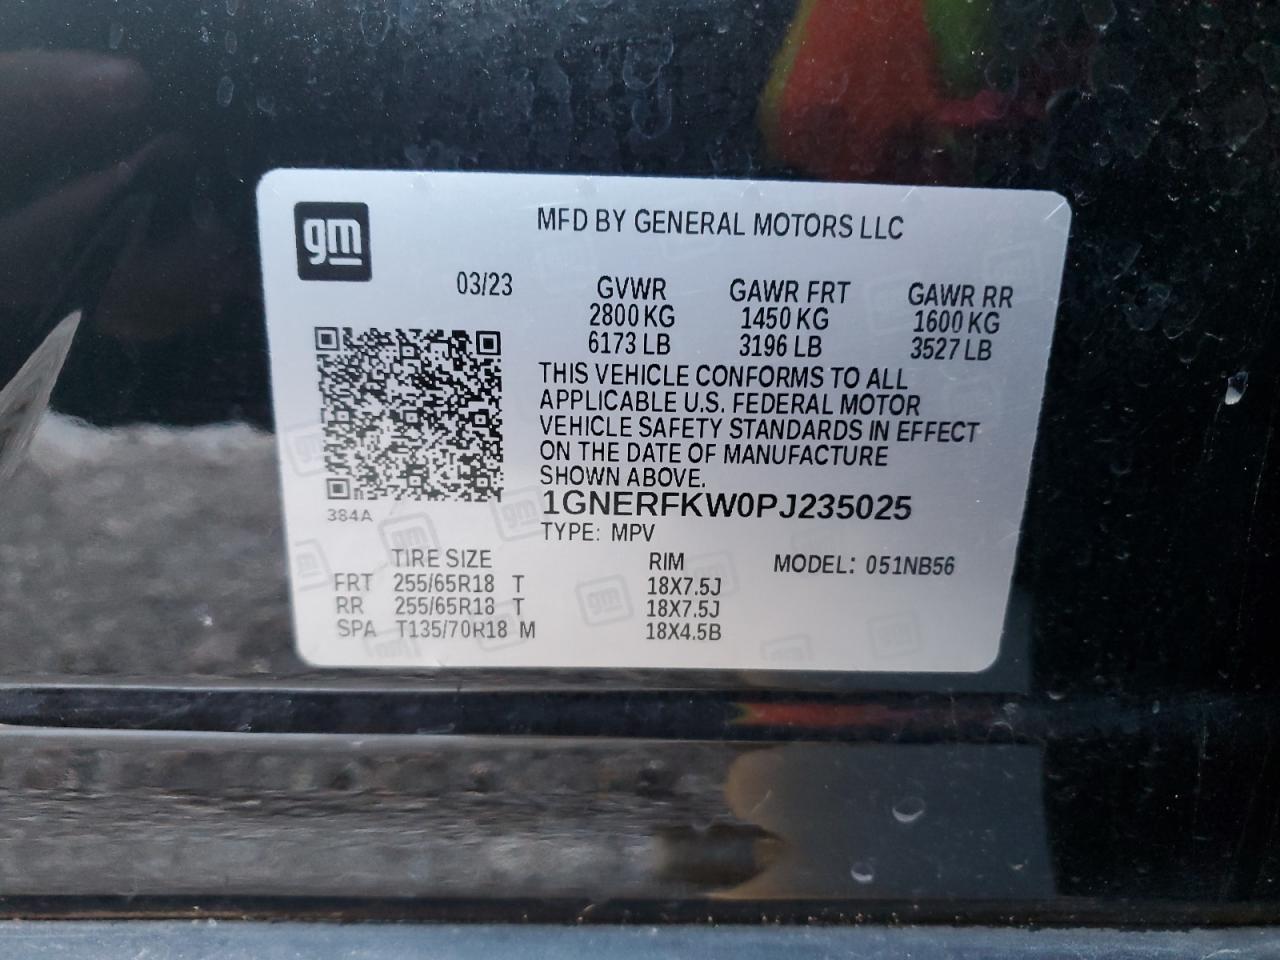 gm
MFD BY GENERAL MOTORS LLC
03/23 GVWR GAWR FRT GAWR RR
2800 KG 1450 KG 1600 KG
6173 LB 3196 LB 3527 LB
THIS VEHICLE CONFORMS TO ALL
APPLICABLE U.S. FEDERAL MOTOR
VEHICLE SAFETY STANDARDS IN EFFECT
ON THE DATE OF MANUFACTURE
SHOWN ABOVE.
1GNERFKW0PJ235025
384A
TYPE: MPV
TIRE SIZE RIM MODEL: 051NB56
FRT 255/65R18 T 18X7.5J
RR 255/65R18 T 18X7.5J
SPA T135/70R18 M 18X4.5B